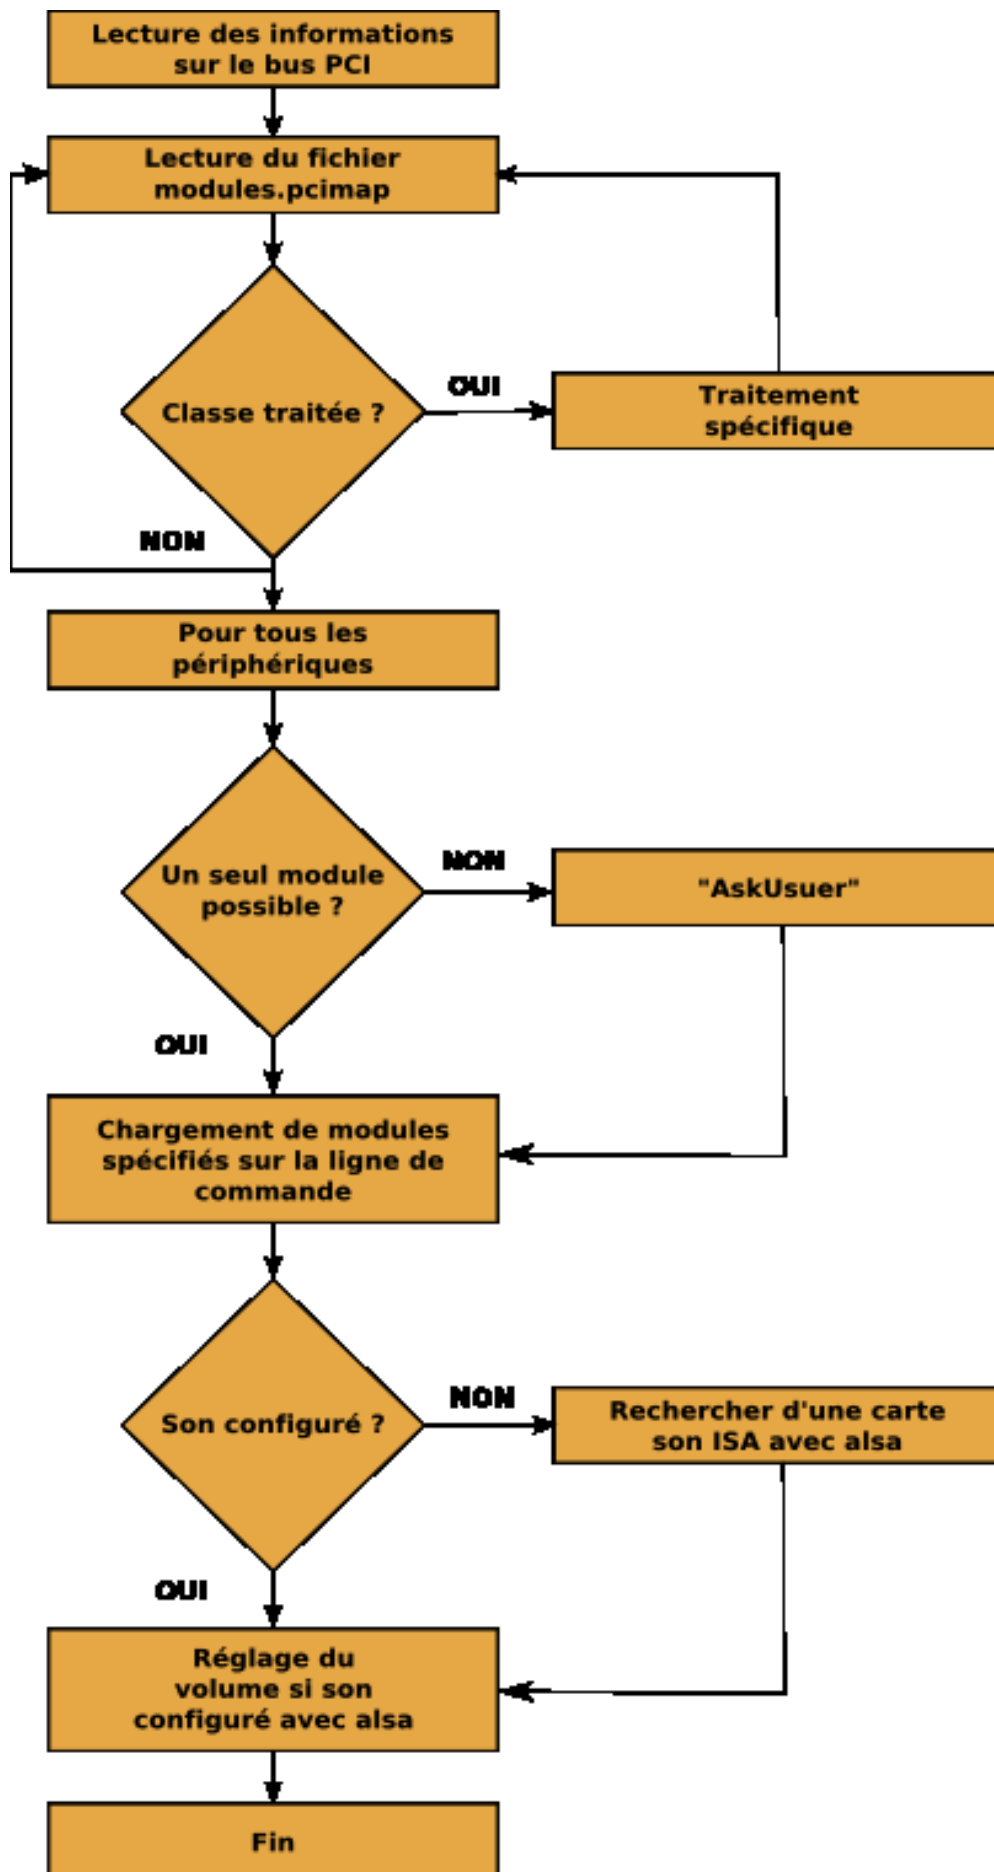 Lecture des informations
sur le bus PCI
Lecture du fichier
modules.pcimap
Classe traitée ?
OUI
Traitement
spécifique
NON
Pour tous les
périphériques
Un seul module
possible ?
NON
"AskUsuer"
OUI
Chargement de modules
spécifiés sur la ligne de
commande
Son configuré ?
NON
Rechercher d'une carte
son ISA avec alsa
OUI
Réglage du
volume si son
configuré avec alsa
Fin